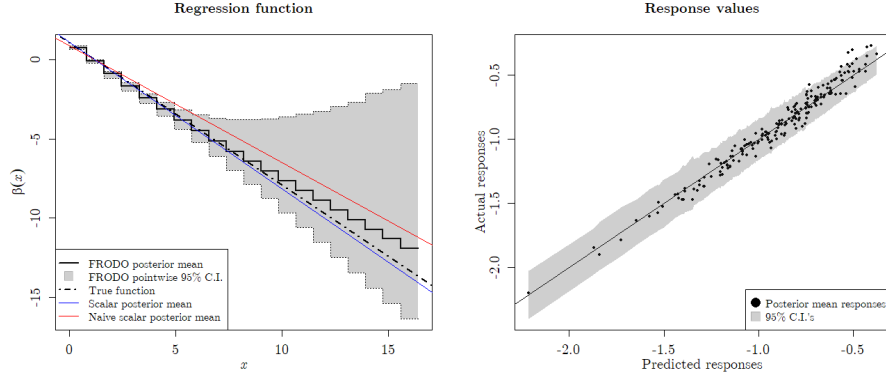 Regression function
β(x)
0
-5
-10
-15
FRODO posterior mean
FRODO pointwise 95% C.I.
True function
Scalar posterior mean
Naive scalar posterior mean
0 5 10 15
x
Response values
Actual responses
-0.5
-1.0
-1.5
-2.0
Posterior mean responses
95% C.I.'s
-2.0 -1.5 -1.0 -0.5
Predicted responses